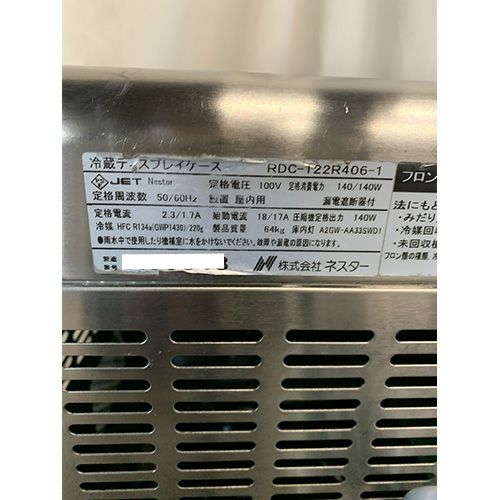 冷蔵ディスプレイケース RDC-122R406-1
JET Nestor 定格電圧 100V 定格消費電力 140/140W
定格周波数 50/60Hz 設置 屋内用 漏電遮断器付
定格電流 2.3/1.7A 始動電流 18/17A 圧縮機定格出力 140W
冷媒 HFC R134a(GWP1430)/220g 製品質量 64kg 庫内灯 A2GW-AA33SWD1
●雨水中で使用したり機械室に水をかけないでください。故障や漏電の原因になります。
製造
番号
株式会社 ネスター
フロン
法にもと
・みだり
・冷媒回
・未回収
フロン類の種類、